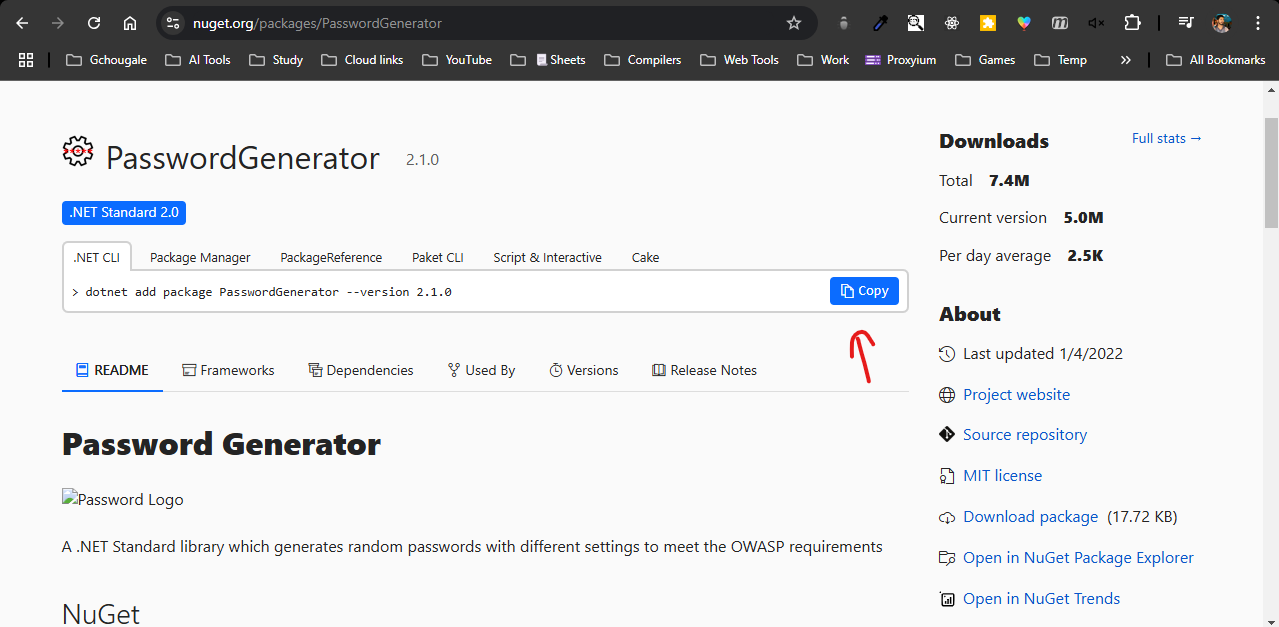 nuget.org/packages/PasswordGenerator
Gchougale AI Tools Study Cool links YouTube Sheets Compilers Web Tools Work Proxyium Games Temp » All Bookmarks
PasswordGenerator 2.1.0
.NET Standard 2.0
.NET CLI Package Manager PackageReference Paket CLI Script & Interactive Cake
> dotnet add package PasswordGenerator --version 2.1.0 Copy
README Frameworks Dependencies Used By Versions Release Notes
Password Generator
Password Logo
A .NET Standard library which generates random passwords with different settings to meet the OWASP requirements
NuGet
Downloads Full stats →
Total 7.4M
Current version 5.0M
Per day average 2.5K
About
Last updated 1/4/2022
Project website
Source repository
MIT license
Download package (17.72 KB)
Open in NuGet Package Explorer
Open in NuGet Trends